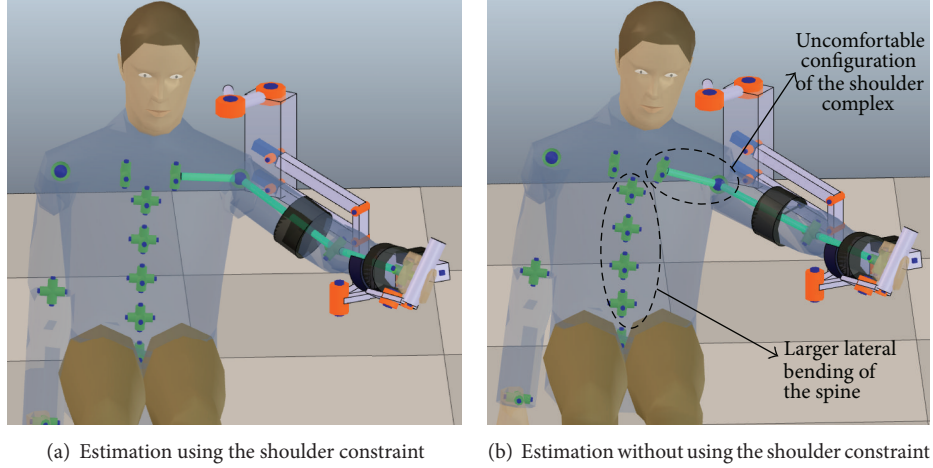 Uncomfortable
configuration
of the shoulder
complex
Larger lateral
bending of
the spine
(a) Estimation using the shoulder constraint
(b) Estimation without using the shoulder constraint